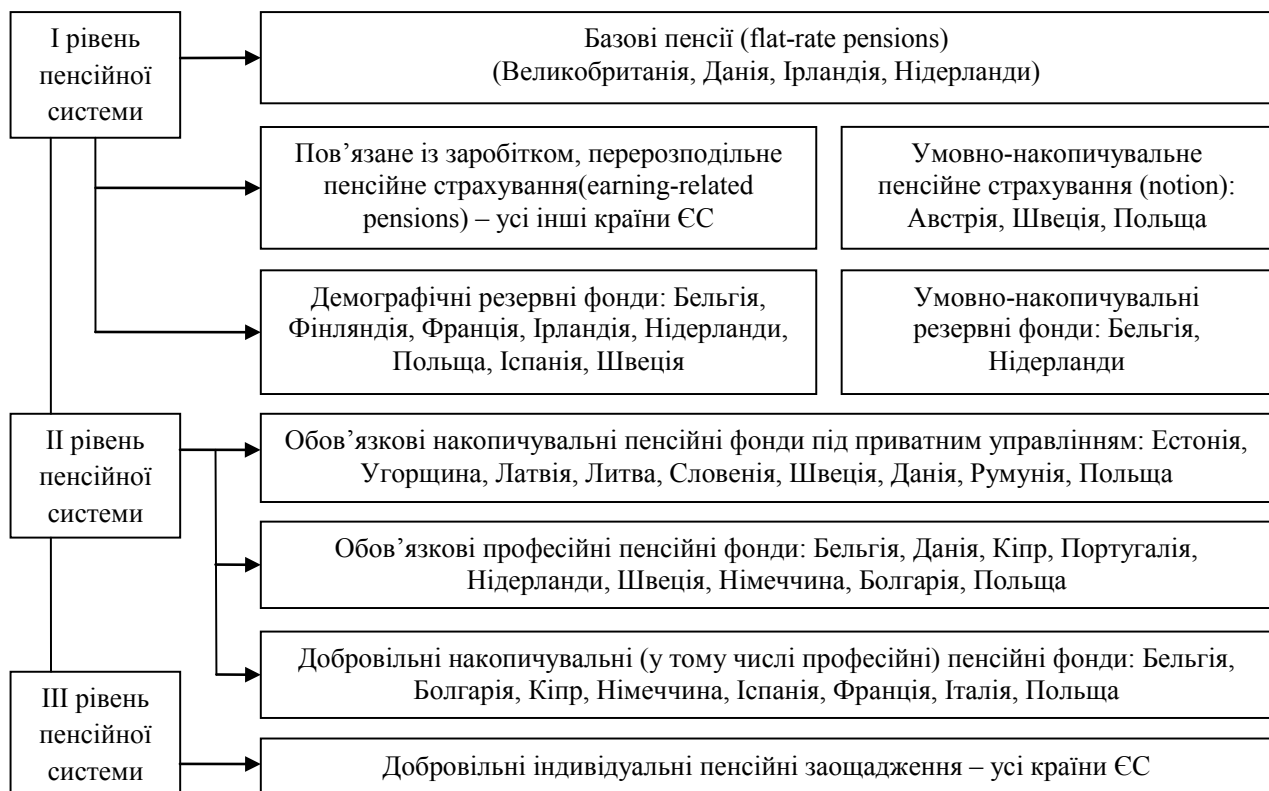 І рівень
пенсійної
системи
Базові пенсії (flat-rate pensions)
(Великобританія, Данія, Ірландія, Нідерланди)
Пов’язане із заробітком, перерозподільне
пенсійне страхування(earning-related
pensions) – усі інші країни ЄС
Умовно-накопичувальне
пенсійне страхування (notion):
Австрія, Швеція, Польща
Демографічні резервні фонди: Бельгія,
Фінляндія, Франція, Ірландія, Нідерланди,
Польща, Іспанія, Швеція
Умовно-накопичувальні
резервні фонди: Бельгія,
Нідерланди
ІІ рівень
пенсійної
системи
Обов’язкові накопичувальні пенсійні фонди під приватним управлінням: Естонія,
Угорщина, Латвія, Литва, Словенія, Швеція, Данія, Румунія, Польща
Обов’язкові професійні пенсійні фонди: Бельгія, Данія, Кіпр, Португалія,
Нідерланди, Швеція, Німеччина, Болгарія, Польща
Добровільні накопичувальні (у тому числі професійні) пенсійні фонди: Бельгія,
Болгарія, Кіпр, Німеччина, Іспанія, Франція, Італія, Польща
ІІІ рівень
пенсійної
системи
Добровільні індивідуальні пенсійні заощадження – усі країни ЄС